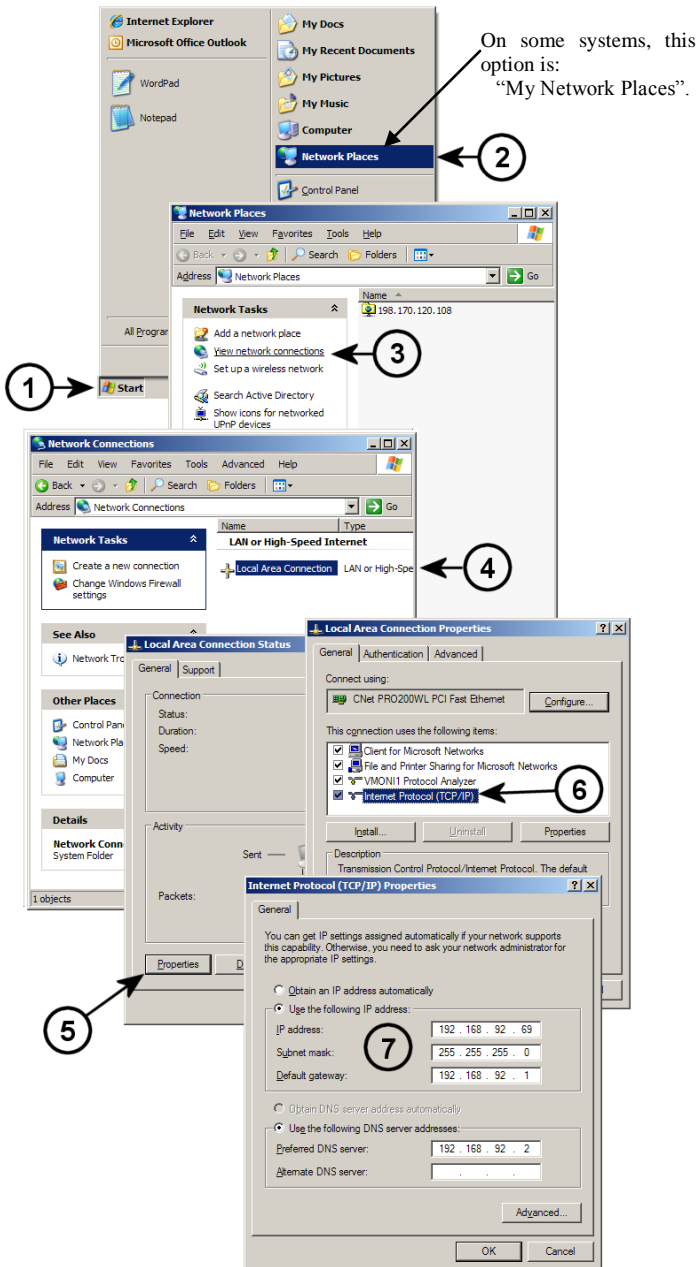 Internet Explorer
Microsoft Office Outlook
WordPad
Notepad
All Progra
Start
My Docs
My Recent Documents
My Pictures
My Music
Computer
Network Places
Control Panel
On some systems, this
option is:
“My Network Places”.
2
Network Places
File Edit View Favorites Tools Help
Back Search Folders
Address Network Places Go
Network Tasks
Add a network place
View network connections
Set up a wireless network
Search Active Directory
Show icons for networked
UPnP devices
Name
198.170.120.108
3
1
Network Connections
File Edit View Favorites Tools Advanced Help
Back Search Folders
Address Network Connections Go
Network Tasks
Create a new connection
Change Windows Firewall
settings
See Also
Network Tro
Other Places
Control Pane
Network Pla
My Docs
Computer
Details
Network Conn
System Folder
1 objects
Name Type
LAN or High-Speed Internet
Local Area Connection LAN or High-Spe
4
Local Area Connection Status
General Support
Connection
Status:
Duration:
Speed:
Activity
Sent
Packets:
Properties D
5
Local Area Connection Properties
General Authentication Advanced
Connect using:
CNet PRO200WL PCI Fast Ethernet Configure...
This connection uses the following items:
Client for Microsoft Networks
File and Printer Sharing for Microsoft Networks
VMONI1 Protocol Analyzer
Internet Protocol (TCP/IP)
6
Install... Uninstall Properties
Description
Transmission Control Protocol/Internet Protocol. The default
Internet Protocol (TCP/IP) Properties
General
You can get IP settings assigned automatically if your network supports
this capability. Otherwise, you need to ask your network administrator for
the appropriate IP settings.
Obtain an IP address automatically
Use the following IP address:
IP address: 192 . 168 . 92 . 69
Subnet mask: 255 . 255 . 255 . 0
Default gateway: 192 . 168 . 92 . 1
7
Obtain DNS server address automatically
Use the following DNS server addresses:
Preferred DNS server: 192 . 168 . 92 . 2
Alternate DNS server: . . .
Advanced...
OK Cancel